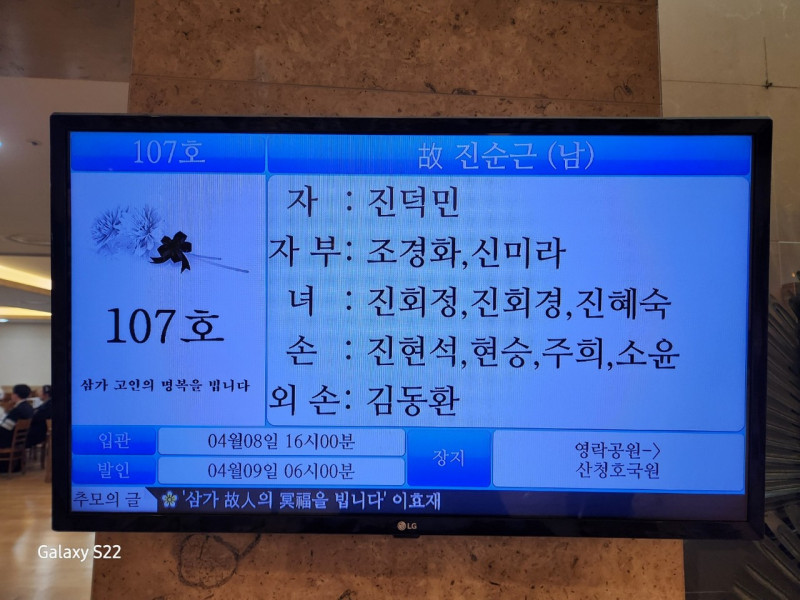 107호
故 진순근 (남)
107호
삼가 고인의 명복을 빕니다
자 : 진덕민
자 부: 조경화,신미라
녀 : 진회정,진회경,진혜숙
손 : 진현석,현승,주희,소윤
외 손: 김동환
입관 04월08일 16시00분
발인 04월09일 06시00분
장지 영락공원->
산청호국원
추모의 글 '삼가 故人의 冥福을 빕니다' 이효재
LG
Galaxy S22